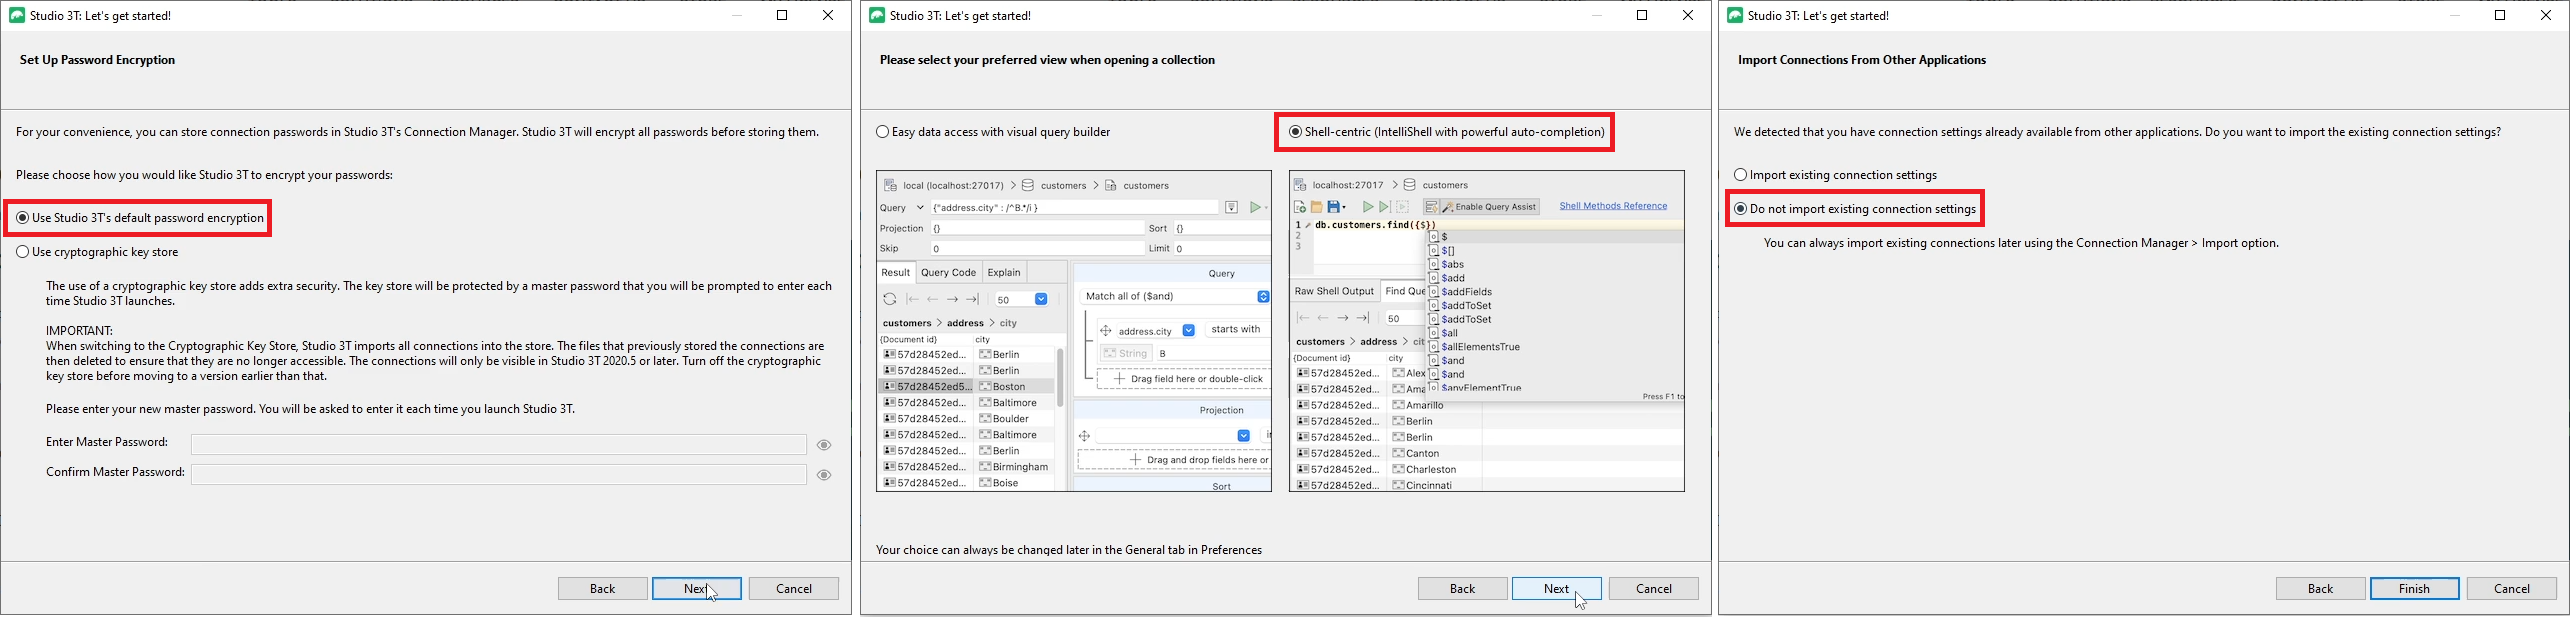 Studio 3T: Let's get started!
Set Up Password Encryption
For your convenience, you can store connection passwords in Studio 3T's Connection Manager. Studio 3T will encrypt all passwords before storing them.
Please choose how you would like Studio 3T to encrypt your passwords:
Use Studio 3T's default password encryption
Use cryptographic key store
The use of a cryptographic key store adds extra security. The key store will be protected by a master password that you will be prompted to enter each
time Studio 3T launches.
IMPORTANT:
When switching to the Cryptographic Key Store, Studio 3T imports all connections into the store. The files that previously stored the connections are
then deleted to ensure that they are no longer accessible. The connections will only be visible in Studio 3T 2020.5 or later. Turn off the cryptographic
key store before moving to a version earlier than that.
Please enter your new master password. You will be asked to enter it each time you launch Studio 3T.
Enter Master Password:
Confirm Master Password:
Back Next Cancel
Studio 3T: Let's get started!
Please select your preferred view when opening a collection
Easy data access with visual query builder
local (localhost:27017) > customers > customers
Query {"address.city" : /^B.*/i }
Projection {} Sort {}
Skip 0 Limit 0
Result Query Code Explain
50
customers > address > city
{Document id} city
57d28452ed... Berlin
57d28452ed... Berlin
57d28452ed5... Boston
57d28452ed... Baltimore
57d28452ed... Boulder
57d28452ed... Baltimore
57d28452ed... Berlin
57d28452ed... Birmingham
57d28452ed... Boise
Query
Match all of ($and)
address.city starts with
String B
Drag field here or double-click
Projection
Drag and drop fields here or
Sort
Shell-centric (IntelliShell with powerful auto-completion)
localhost:27017 > customers
Enable Query Assist Shell Methods Reference
1 db.customers.find({$})
2
3
$
$[]
$abs
$add
$addFields
$addToSet
$addToSet
$all
$allElementsTrue
$and
$and
$anyElementTrue
Press F1 to
Raw Shell Output Find Que
50
customers > address > cit
{Document id} city
57d28452ed... Alex
57d28452ed... Ama
57d28452ed... Amarillo
57d28452ed... Berlin
57d28452ed... Berlin
57d28452ed... Canton
57d28452ed... Charleston
57d28452ed... Cincinnati
Your choice can always be changed later in the General tab in Preferences
Back Next Cancel
Studio 3T: Let's get started!
Import Connections From Other Applications
We detected that you have connection settings already available from other applications. Do you want to import the existing connection settings?
Import existing connection settings
Do not import existing connection settings
You can always import existing connections later using the Connection Manager > Import option.
Back Finish Cancel